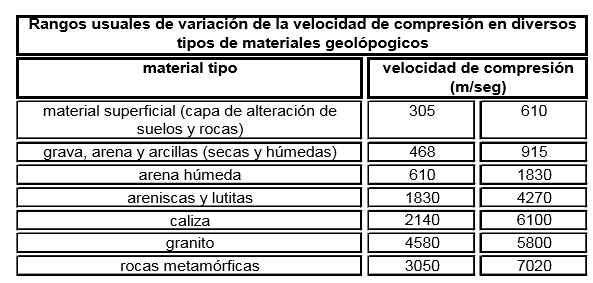 Rangos usuales de variación de la velocidad de compresión en diversos
tipos de materiales geolópogicos
material tipo velocidad de compresión
(m/seg)
material superficial (capa de alteración de 305 610
suelos y rocas)
grava, arena y arcillas (secas y húmedas) 468 915
arena húmeda 610 1830
areniscas y lutitas 1830 4270
caliza 2140 6100
granito 4580 5800
rocas metamórficas 3050 7020